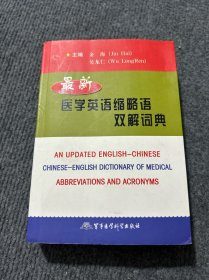 主编 金 海 (Jin Hai)
吴龙仁 (Wu LongRen)
最新
医学英语缩略语
双解词典
AN UPDATED ENGLISH-CHINESE
CHINESE-ENGLISH DICTIONARY OF MEDICAL
ABBREVIATIONS AND ACRONYMS
军事医学科学出版社